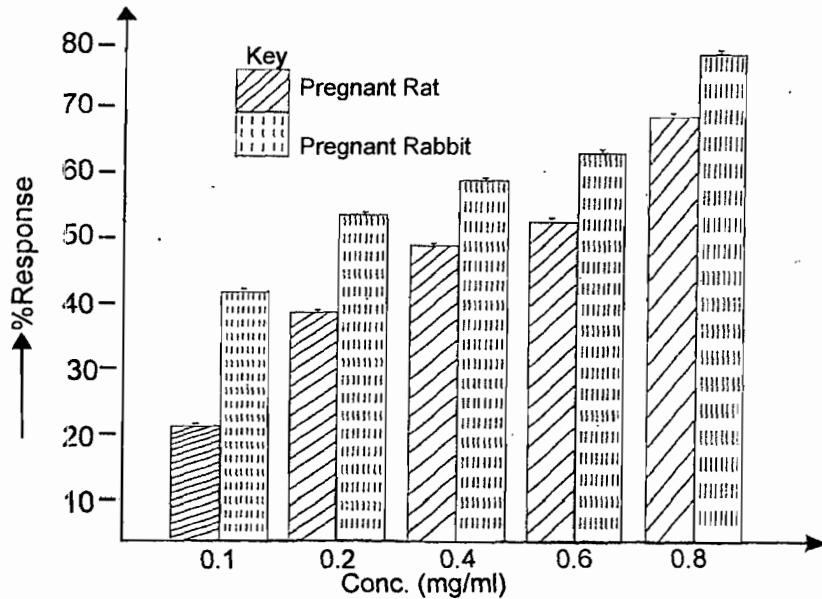 80
70
60
50
40
30
20
10
%Response
Key
Pregnant Rat
Pregnant Rabbit
0.1 0.2 0.4 0.6 0.8
Conc. (mg/ml)